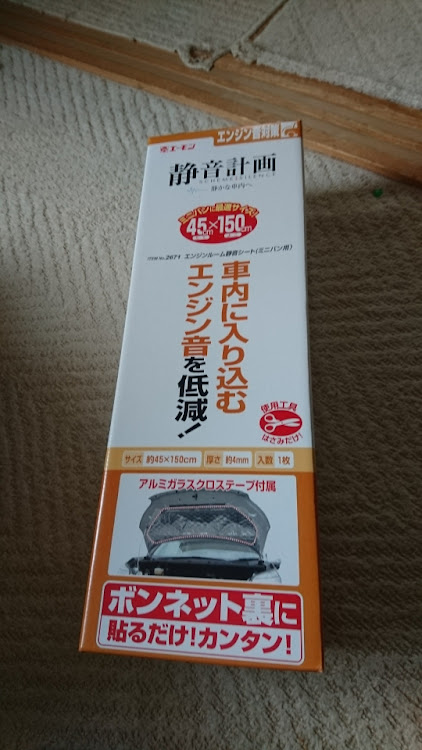 エーモン
エンジン音対策
静音計画
静かな車内へ
ミニバンに最適サイズ!
45cm×150cm
ITEM No.2671 エンジンルーム静音シート(ミニバン用)
車内に入り込む
エンジン音を低減!
使用工具
はさみだけ!
サイズ 約45×150cm 厚さ 約4mm 入数 1枚
アルミガラスクロステープ付属
ボンネット裏に
貼るだけ!カンタン!